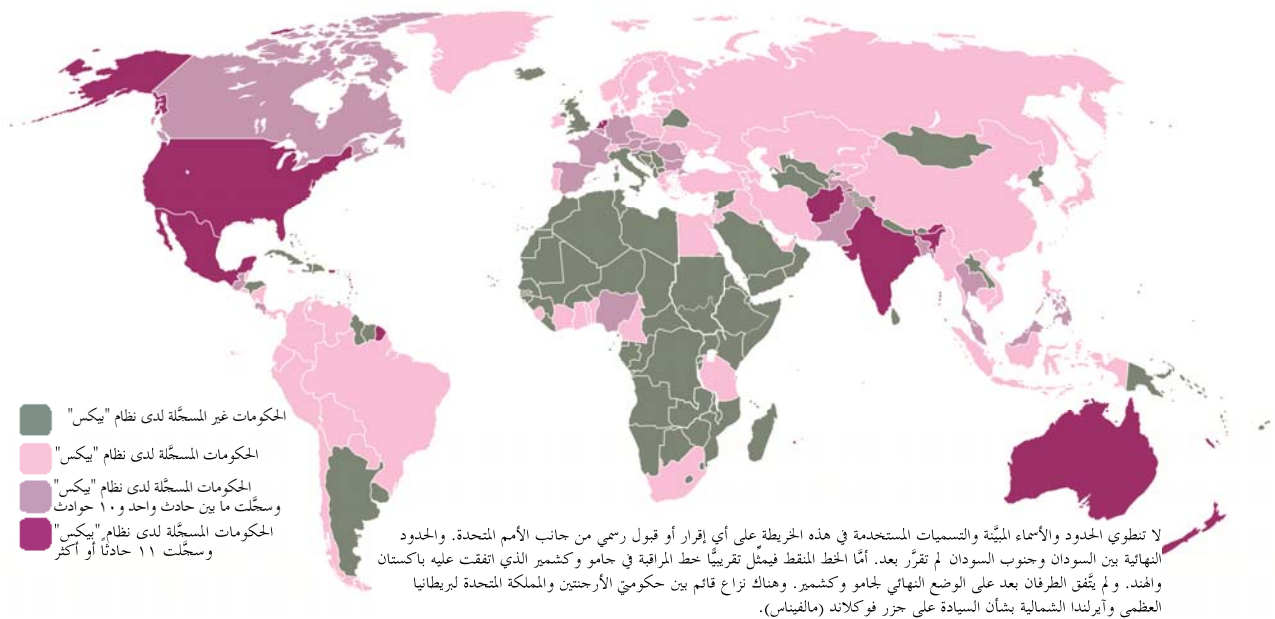 الحكومات غير المسجَّلة لدى نظام "بيكس"
الحكومات المسجَّلة لدى نظام "بيكس"
الحكومات المسجَّلة لدى نظام "بيكس"
وسجَّلت ما بين حادث واحد و١٠ حوادث
الحكومات المسجَّلة لدى نظام "بيكس"
وسجَّلت ١١ حادثًا أو أكثر
لا تنطوي الحدود والأسماء المبيَّنة والتسميات المستخدمة في هذه الخريطة على أي إقرار أو قبول رسمي من جانب الأمم المتحدة. والحدود
النهائية بين السودان وجنوب السودان لم تقرَّر بعد. أمَّا الخط المنقط فيمثِّل تقريبيًّا خط المراقبة في جامو وكشمير الذي اتفقت عليه باكستان
والهند. ولم يتَّفق الطرفان بعد على الوضع النهائي لجامو وكشمير. وهناك نزاع قائم بين حكومتيْ الأرجنتين والمملكة المتحدة لبريطانيا
العظمى وآيرلندا الشمالية بشأن السيادة على جزر فوكلاند (مالفيناس).